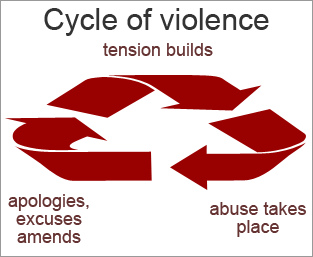 Cycle of violence
tension builds
apologies,
excuses
amends
abuse takes
place